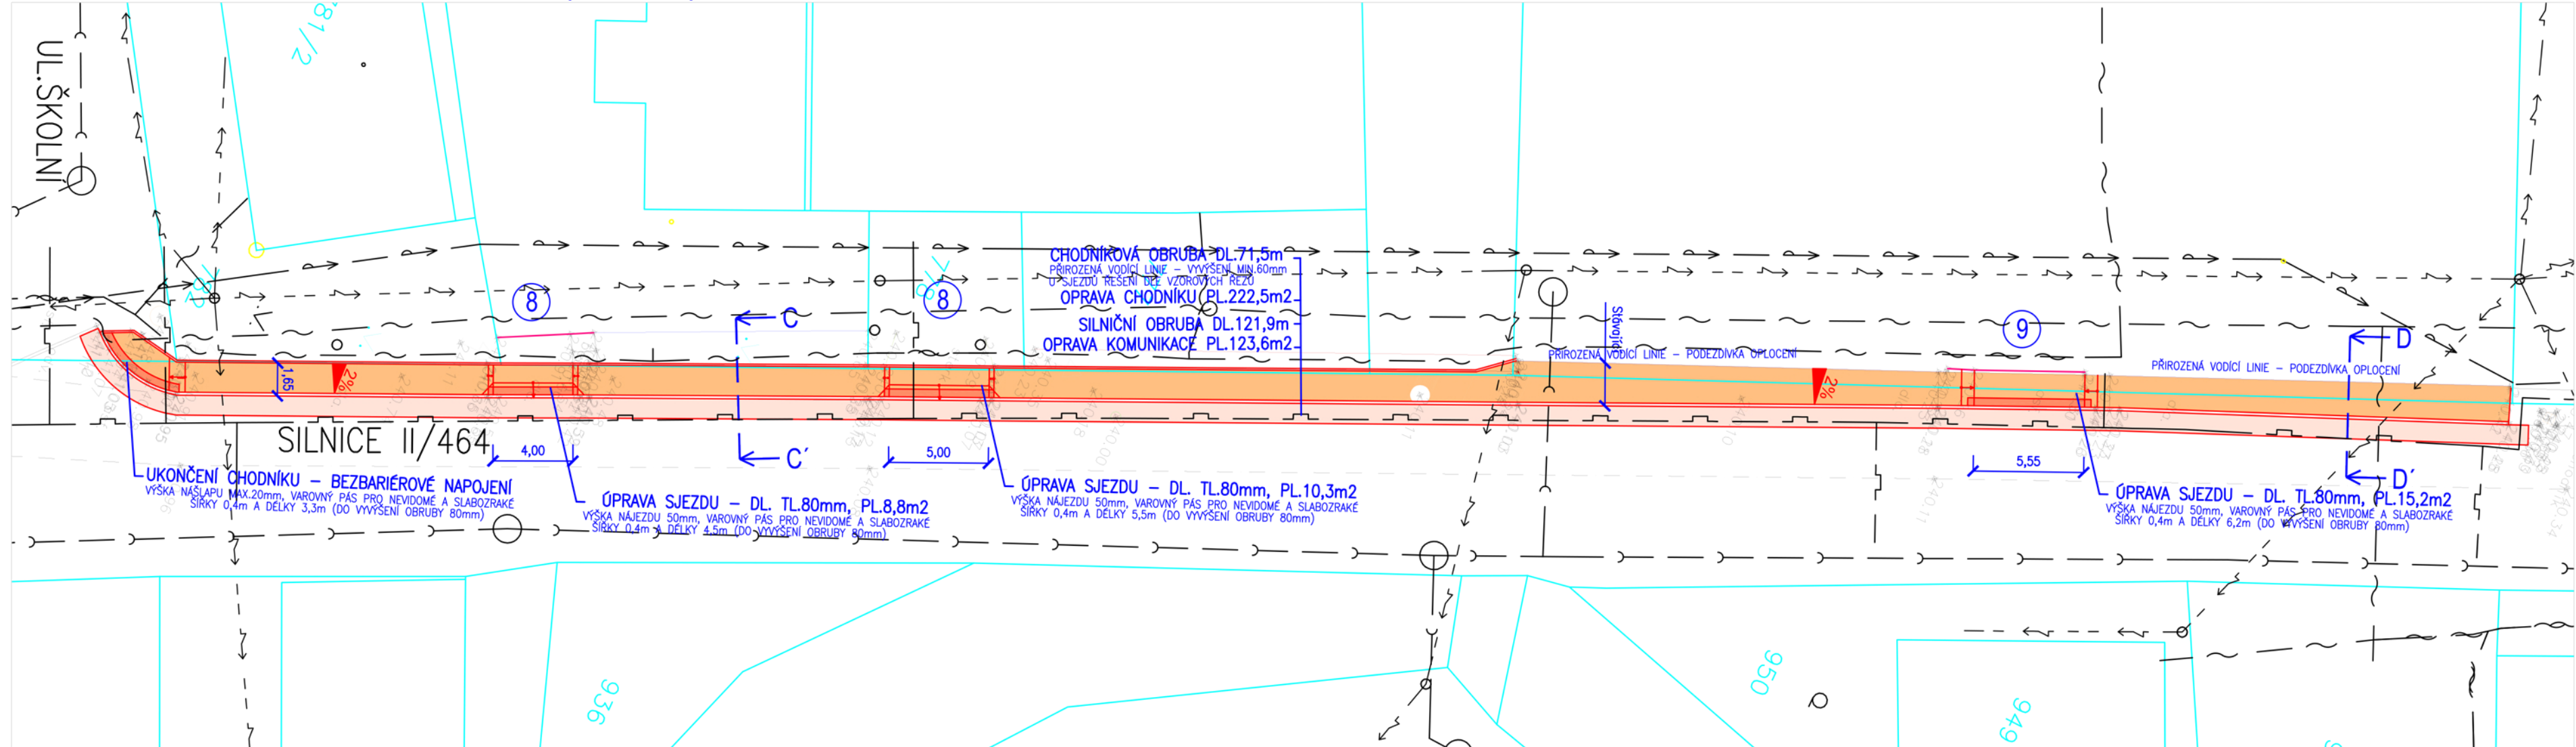 UL.ŠKOLNÍ
781/2
782
8
C
778
8
CHODNÍKOVÁ OBRUBA DL.71,5m
PŘIROZENÁ VODÍCÍ LINIE – VYVÝŠENÍ MIN.60mm
U SJEZDŮ ŘEŠENÍ DLE VZOROVÝCH ŘEZŮ
OPRAVA CHODNÍKU PL.222,5m2
SILNIČNÍ OBRUBA DL.121,9m
OPRAVA KOMUNIKACE PL.123,6m2
Stávající
PŘIROZENÁ VODÍCÍ LINIE – PODEZDÍVKA OPLOCENÍ
9
D
PŘIROZENÁ VODÍCÍ LINIE – PODEZDÍVKA OPLOCENÍ
1,65
2%
2%
SILNICE II/464
4,00
C´
5,00
5,55
D´
UKONČENÍ CHODNÍKU – BEZBARIÉROVÉ NAPOJENÍ
VÝŠKA NÁŠLAPU MAX.20mm, VAROVNÝ PÁS PRO NEVIDOMÉ A SLABOZRAKÉ
ŠÍŘKY 0,4m A DÉLKY 3,3m (DO VYVÝŠENÍ OBRUBY 80mm)
ÚPRAVA SJEZDU – DL. TL.80mm, PL.8,8m2
VÝŠKA NÁJEZDU 50mm, VAROVNÝ PÁS PRO NEVIDOMÉ A SLABOZRAKÉ
ŠÍŘKY 0,4m A DÉLKY 4,5m (DO VYVÝŠENÍ OBRUBY 80mm)
ÚPRAVA SJEZDU – DL. TL.80mm, PL.10,3m2
VÝŠKA NÁJEZDU 50mm, VAROVNÝ PÁS PRO NEVIDOMÉ A SLABOZRAKÉ
ŠÍŘKY 0,4m A DÉLKY 5,5m (DO VYVÝŠENÍ OBRUBY 80mm)
ÚPRAVA SJEZDU – DL. TL.80mm, PL.15,2m2
VÝŠKA NÁJEZDU 50mm, VAROVNÝ PÁS PRO NEVIDOMÉ A SLABOZRAKÉ
ŠÍŘKY 0,4m A DÉLKY 6,2m (DO VYVÝŠENÍ OBRUBY 80mm)
936
950
949